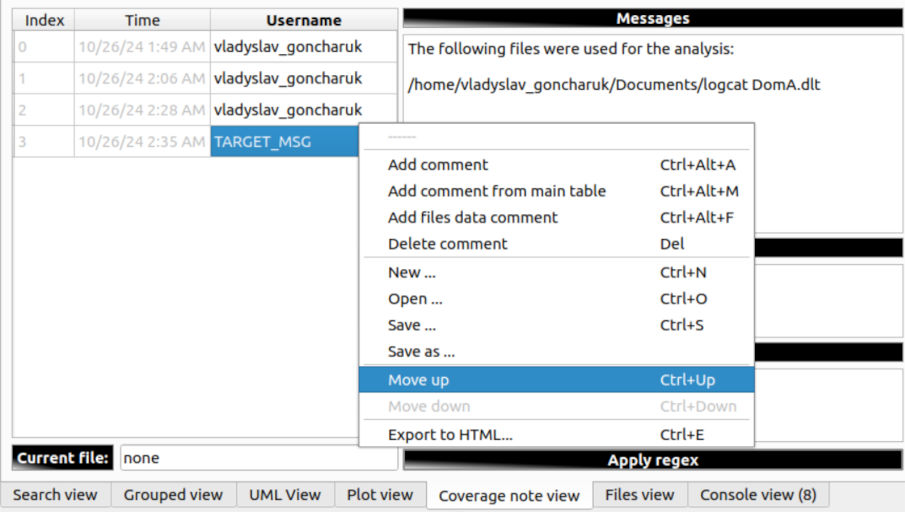 Index Time Username
0 10/26/24 1:49 AM vladyslav_goncharuk
1 10/26/24 2:06 AM vladyslav_goncharuk
2 10/26/24 2:28 AM vladyslav_goncharuk
3 10/26/24 2:35 AM TARGET_MSG
Messages
The following files were used for the analysis:
/home/vladyslav_goncharuk/Documents/logcat DomA.dlt
------
Add comment Ctrl+Alt+A
Add comment from main table Ctrl+Alt+M
Add files data comment Ctrl+Alt+F
Delete comment Del
New ... Ctrl+N
Open ... Ctrl+O
Save ... Ctrl+S
Save as ...
Move up Ctrl+Up
Move down Ctrl+Down
Export to HTML... Ctrl+E
Current file: none
Apply regex
Search view Grouped view UML View Plot view Coverage note view Files view Console view (8)